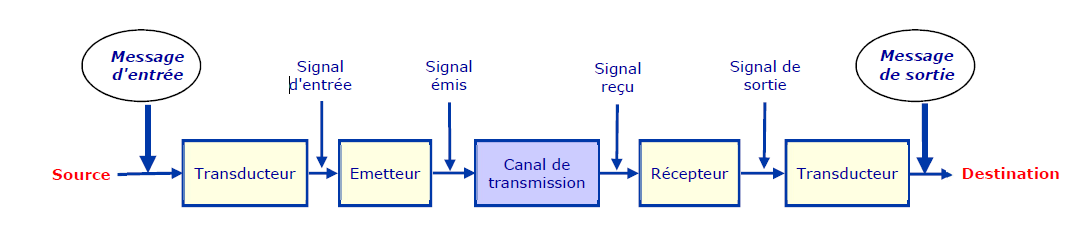 Message
d'entrée
Signal
d'entrée
Signal
émis
Signal
reçu
Signal de
sortie
Message
de sortie
Source
Transducteur
Emetteur
Canal de
transmission
Récepteur
Transducteur
Destination